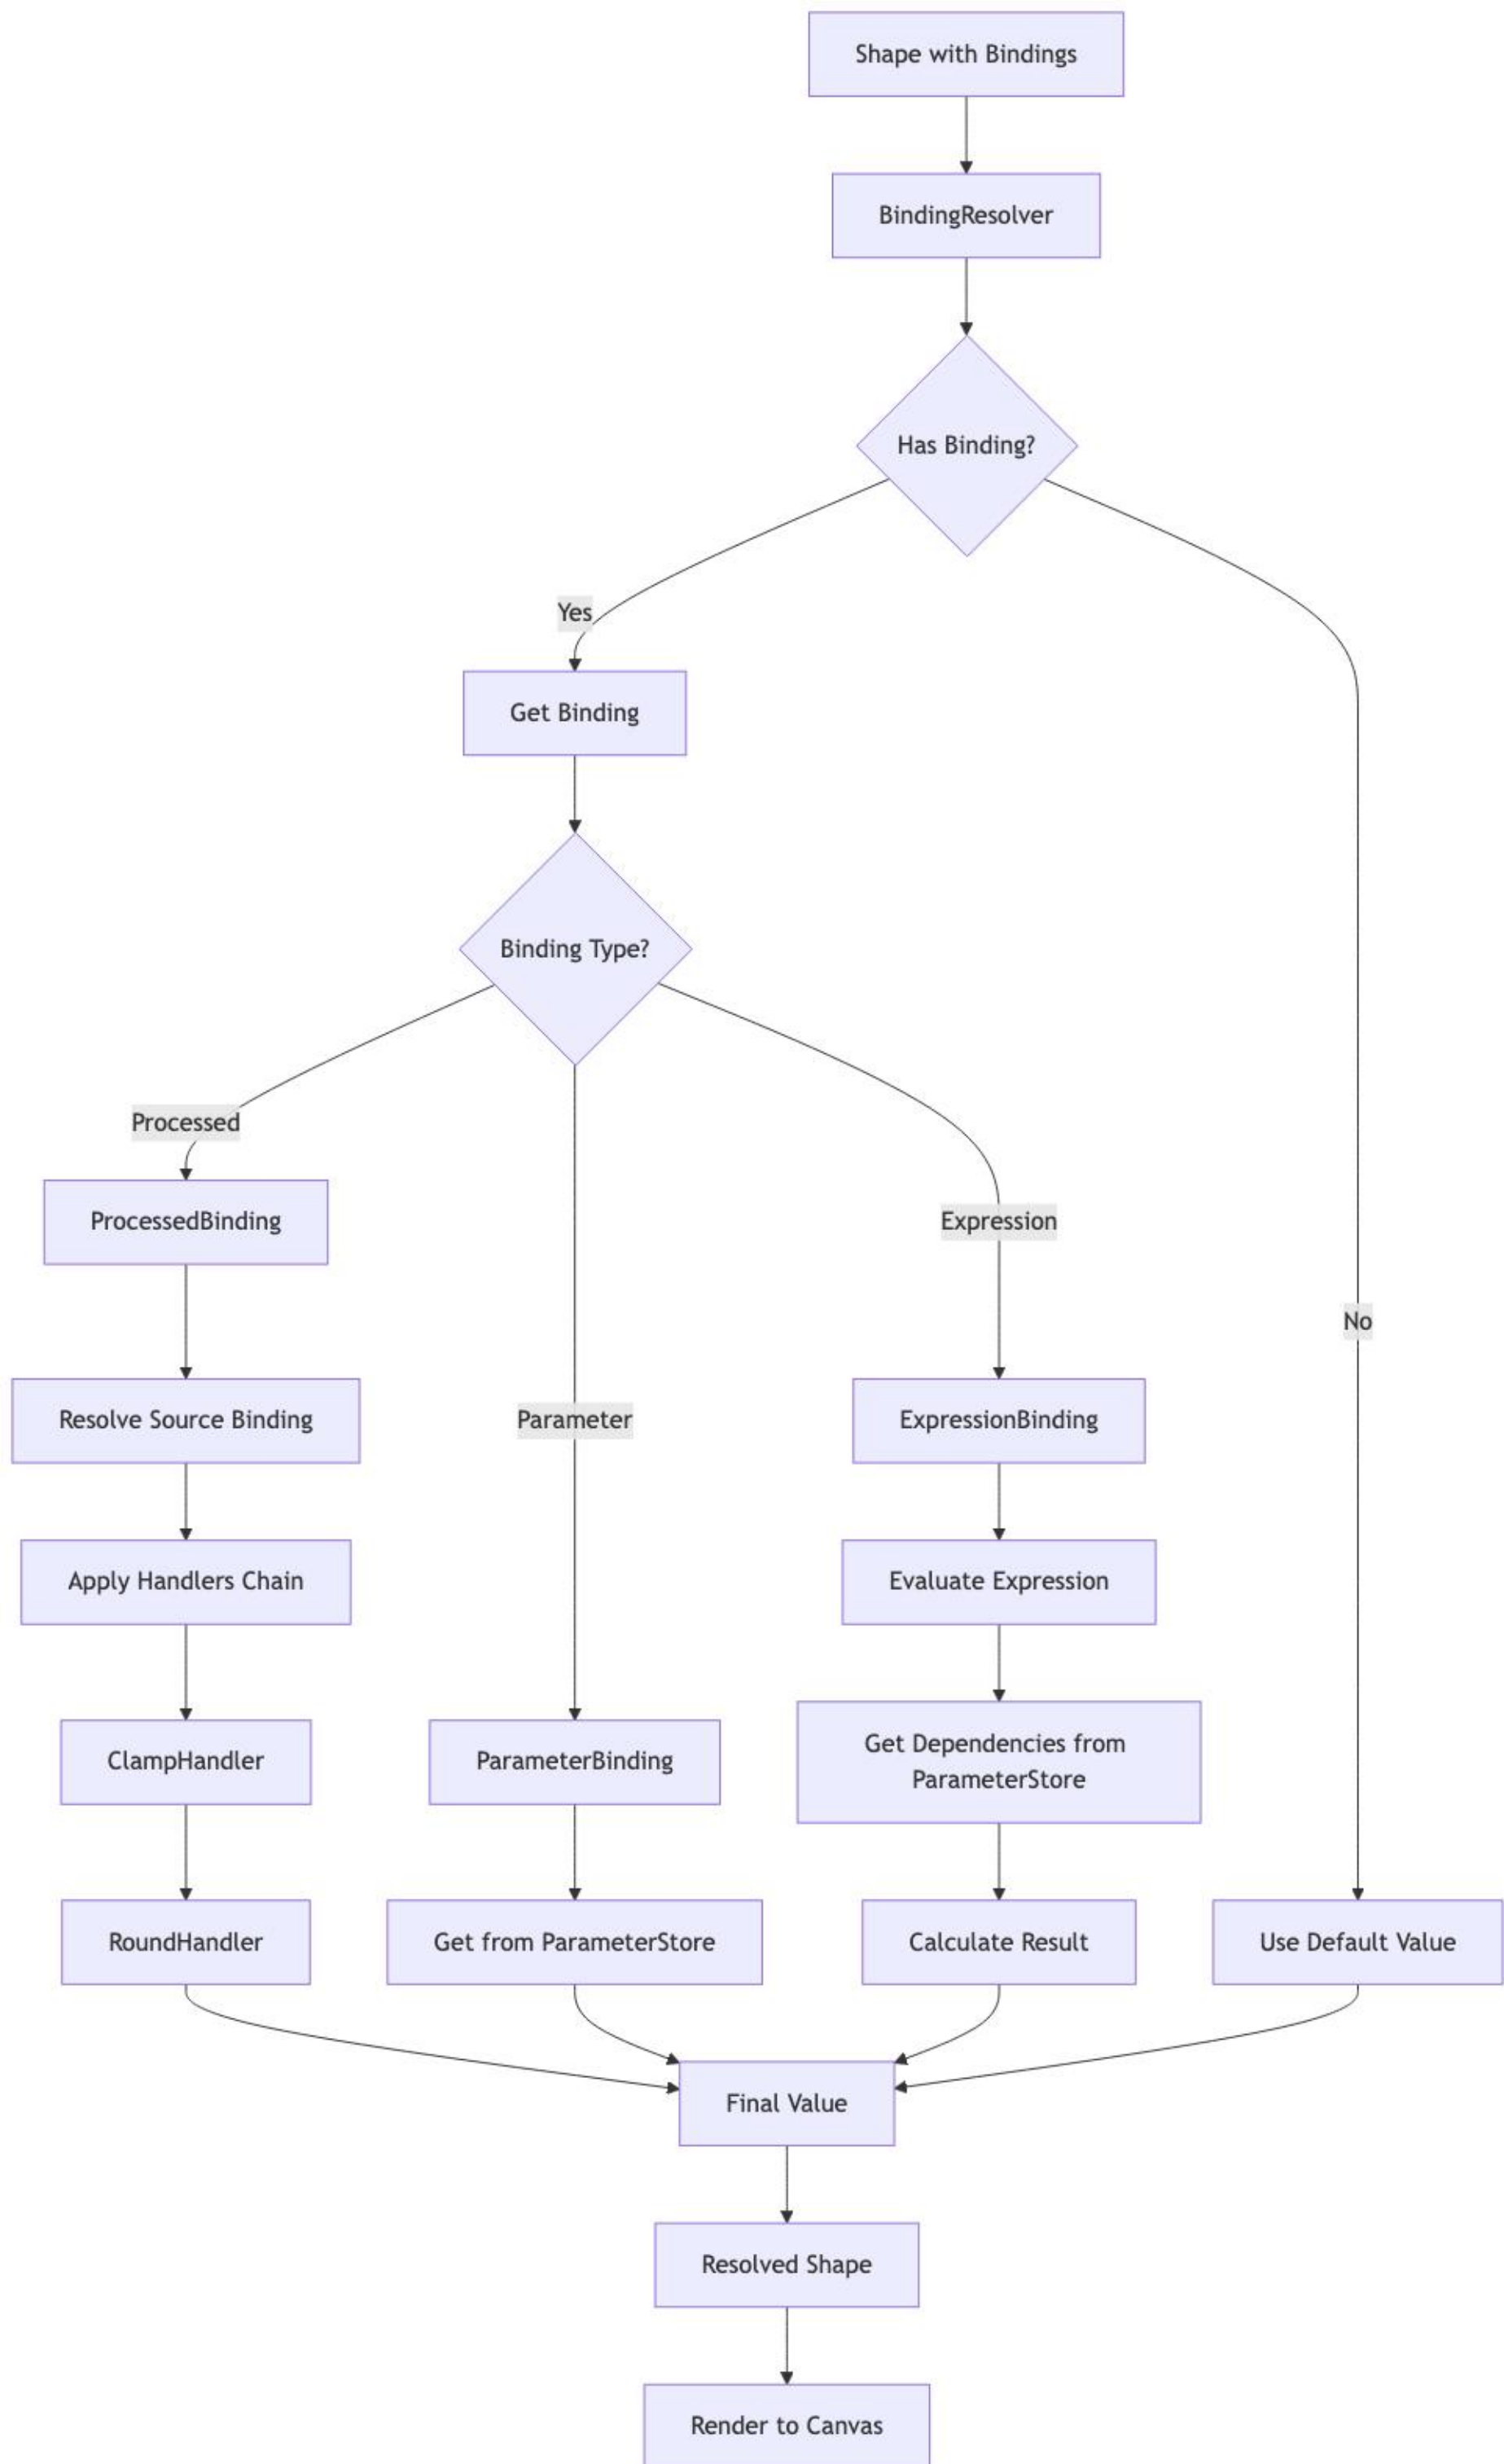 Shape with Bindings
BindingResolver
Has Binding?
Yes
Get Binding
Binding Type?
Processed
ProcessedBinding
Expression
No
Resolve Source Binding
Parameter
ExpressionBinding
Apply Handlers Chain
Evaluate Expression
ClampHandler
ParameterBinding
Get Dependencies from
ParameterStore
RoundHandler
Get from ParameterStore
Calculate Result
Use Default Value
Final Value
Resolved Shape
Render to Canvas